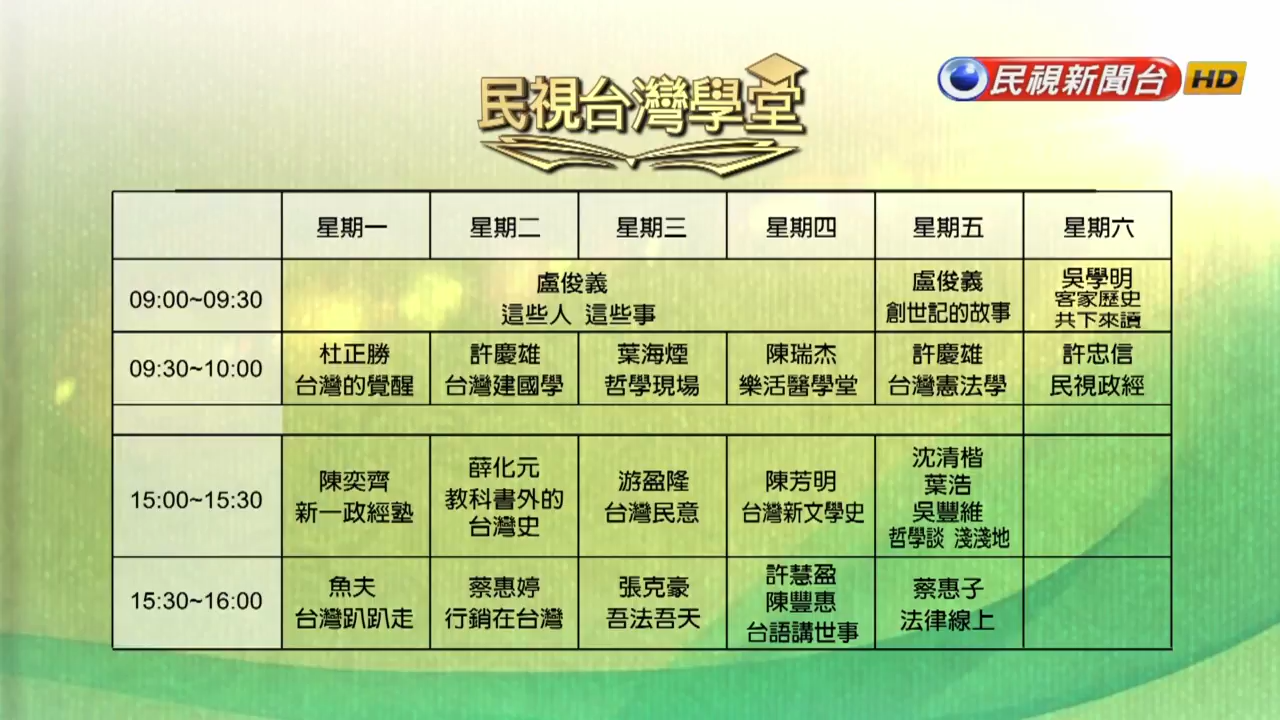 民視台灣學堂
民視新聞台 HD
星期一 星期二 星期三 星期四 星期五 星期六
09:00~09:30
盧俊義
這些人 這些事
盧俊義
創世記的故事
吳學明
客家歷史
共下來讀
09:30~10:00
杜正勝
台灣的覺醒
許慶雄
台灣建國學
葉海煙
哲學現場
陳瑞杰
樂活醫學堂
許慶雄
台灣憲法學
許忠信
民視政經
15:00~15:30
陳奕齊
新一政經塾
薛化元
教科書外的
台灣史
游盈隆
台灣民意
陳芳明
台灣新文學史
沈清楷
葉浩
吳豐維
哲學談 淺淺地
15:30~16:00
魚夫
台灣趴趴走
蔡惠婷
行銷在台灣
張克豪
吾法吾天
許慧盈
陳豐惠
台語講世事
蔡惠子
法律線上